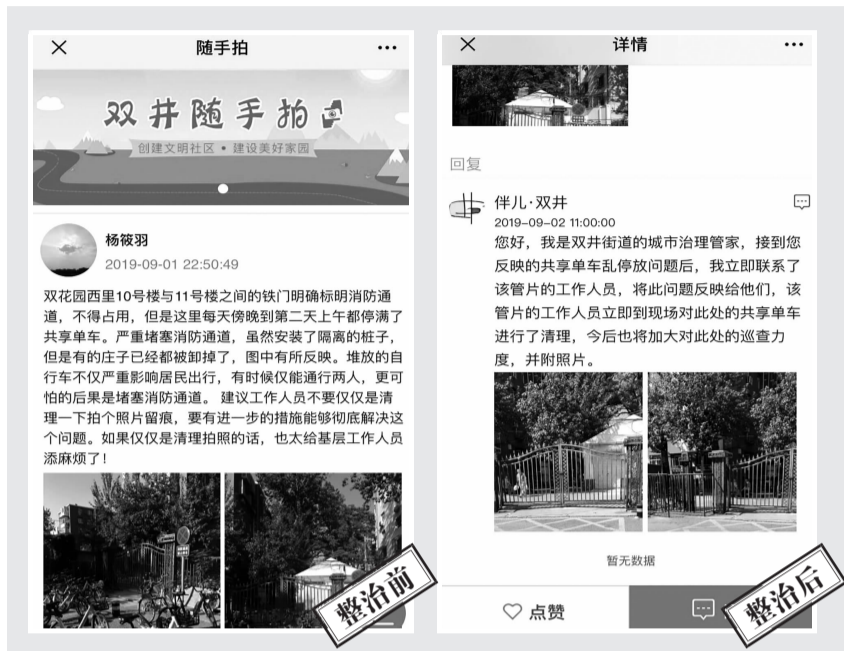 随手拍
双井随手拍
创建文明社区 • 建设美好家园
杨筱羽
2019-09-01 22:50:49
双花园西里10号楼与11号楼之间的铁门明确标明消防通
道，不得占用，但是这里每天傍晚到第二天上午都停满了
共享单车。严重堵塞消防通道，虽然安装了隔离的桩子，
但是有的庄子已经都被卸掉了，图中有所反映。堆放的自
行车不仅严重影响居民出行，有时候仅能通行两人，更可
怕的后果是堵塞消防通道。 建议工作人员不要仅仅是清
理一下拍个照片留痕，要有进一步的措施能够彻底解决这
个问题。如果仅仅是清理拍照的话，也太给基层工作人员
添麻烦了！
整治前
详情
回复
伴儿·双井
2019-09-02 11:00:00
您好，我是双井街道的城市治理管家，接到您
反映的共享单车乱停放问题后，我立即联系了
该管片的工作人员，将此问题反映给他们，该
管片的工作人员立即到现场对此处的共享单车
进行了清理，今后也将加大对此处的巡查力
度，并附照片。
暂无数据
点赞
整治后